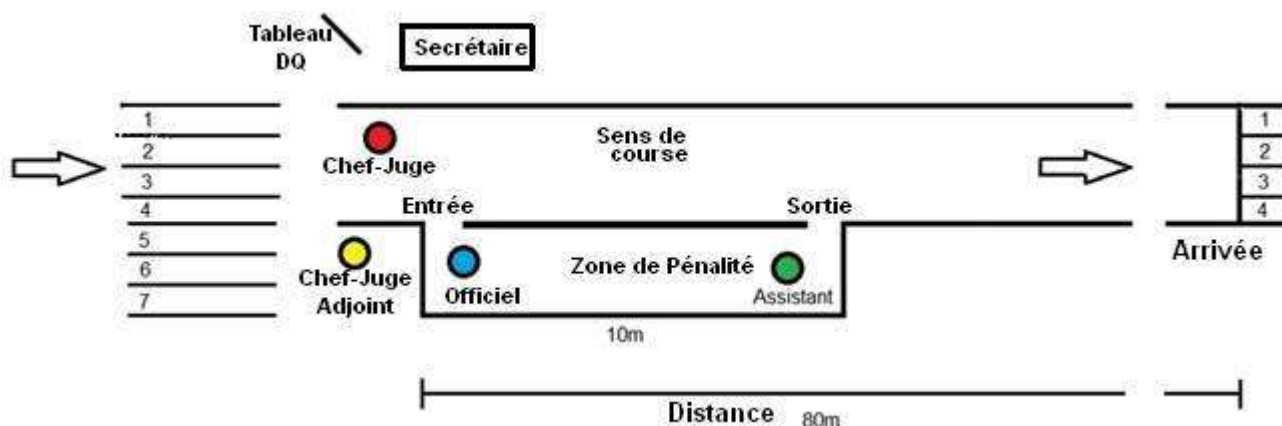 Tableau
DQ
Secrétaire
1
2
3
4
5
6
7
Chef-Juge
Sens de
course
1
2
3
4
Entrée
Sortie
Arrivée
Chef-Juge
Adjoint
Officiel
Zone de Pénalité
Assistant
10m
Distance
80m